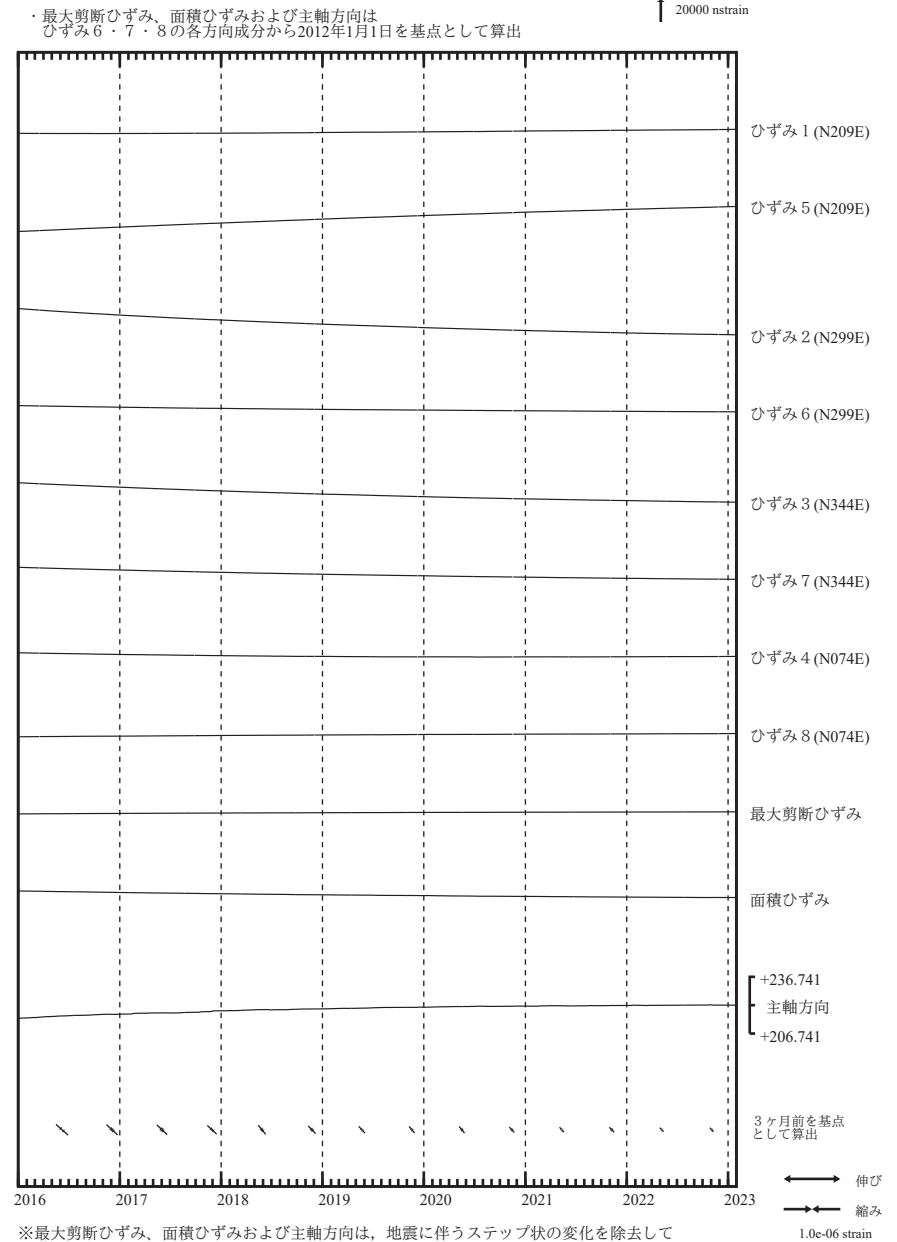 ・最大剪断ひずみ、面積ひずみおよび主軸方向は
ひずみ６・７・８の各方向成分から2012年1月1日を基点として算出
20000 nstrain
ひずみ１(N209E)
ひずみ５(N209E)
ひずみ２(N299E)
ひずみ６(N299E)
ひずみ３(N344E)
ひずみ７(N344E)
ひずみ４(N074E)
ひずみ８(N074E)
最大剪断ひずみ
面積ひずみ
+236.741
主軸方向
+206.741
３ヶ月前を基点
として算出
2016 2017 2018 2019 2020 2021 2022 2023
伸び
縮み
1.0e-06 strain
※最大剪断ひずみ、面積ひずみおよび主軸方向は，地震に伴うステップ状の変化を除去して